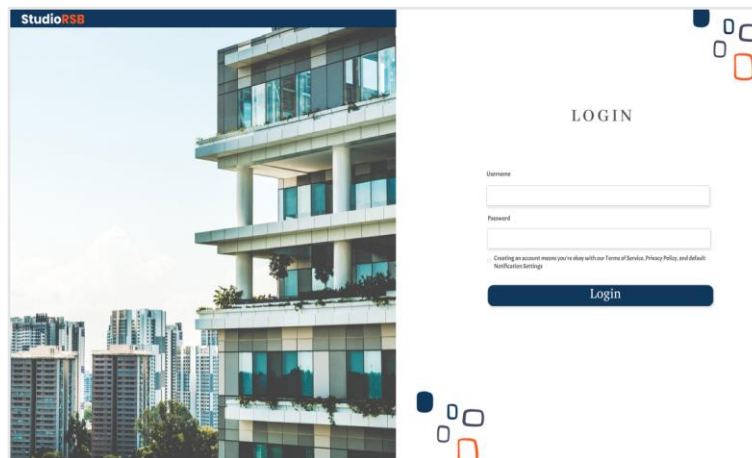 StudioRSB
LOGIN
Username
Password
Creating an account means you're okay with our Terms of Service, Privacy Policy, and default
Notification Settings
Login